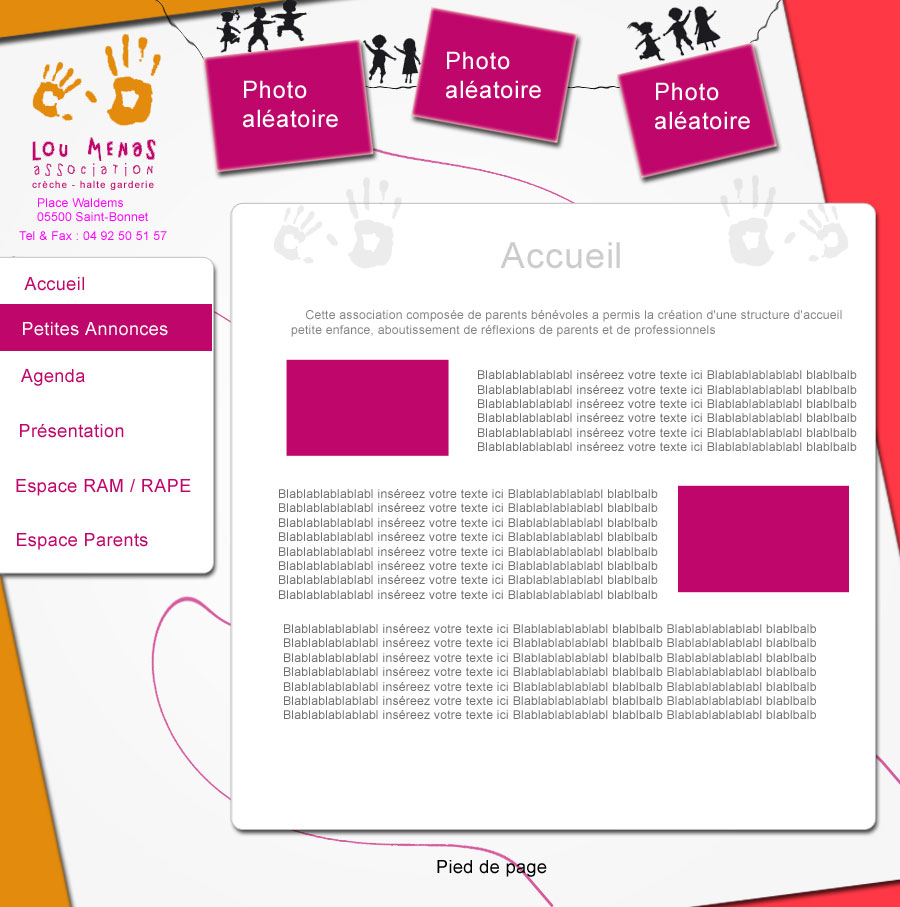 Photo
aléatoire
Photo
aléatoire
Photo
aléatoire
LOU MENAS
ASSOCIATION
crèche - halte garderie
Place Waldems
05500 Saint-Bonnet
Tel & Fax : 04 92 50 51 57
Accueil
Petites Annonces
Agenda
Présentation
Espace RAM / RAPE
Espace Parents
Accueil
Cette association composée de parents bénévoles a permis la création d'une structure d'accueil
petite enfance, aboutissement de réflexions de parents et de professionnels
Blablablablablabl inséreez votre texte ici Blablablablablabl blablbalb
Blablablablablabl inséreez votre texte ici Blablablablablabl blablbalb
Blablablablablabl inséreez votre texte ici Blablablablablabl blablbalb
Blablablablablabl inséreez votre texte ici Blablablablablabl blablbalb
Blablablablablabl inséreez votre texte ici Blablablablablabl blablbalb
Blablablablablabl inséreez votre texte ici Blablablablablabl blablbalb
Blablablablablabl inséreez votre texte ici Blablablablablabl blablbalb
Blablablablablabl inséreez votre texte ici Blablablablablabl blablbalb
Blablablablablabl inséreez votre texte ici Blablablablablabl blablbalb
Blablablablablabl inséreez votre texte ici Blablablablablabl blablbalb
Blablablablablabl inséreez votre texte ici Blablablablablabl blablbalb
Blablablablablabl inséreez votre texte ici Blablablablablabl blablbalb
Blablablablablabl inséreez votre texte ici Blablablablablabl blablbalb
Blablablablablabl inséreez votre texte ici Blablablablablabl blablbalb
Blablablablablabl inséreez votre texte ici Blablablablablabl blablbalb Blablablablablabl blablbalb
Blablablablablabl inséreez votre texte ici Blablablablablabl blablbalb Blablablablablabl blablbalb
Blablablablablabl inséreez votre texte ici Blablablablablabl blablbalb Blablablablablabl blablbalb
Blablablablablabl inséreez votre texte ici Blablablablablabl blablbalb Blablablablablabl blablbalb
Blablablablablabl inséreez votre texte ici Blablablablablabl blablbalb Blablablablablabl blablbalb
Blablablablablabl inséreez votre texte ici Blablablablablabl blablbalb Blablablablablabl blablbalb
Blablablablablabl inséreez votre texte ici Blablablablablabl blablbalb Blablablablablabl blablbalb
Pied de page